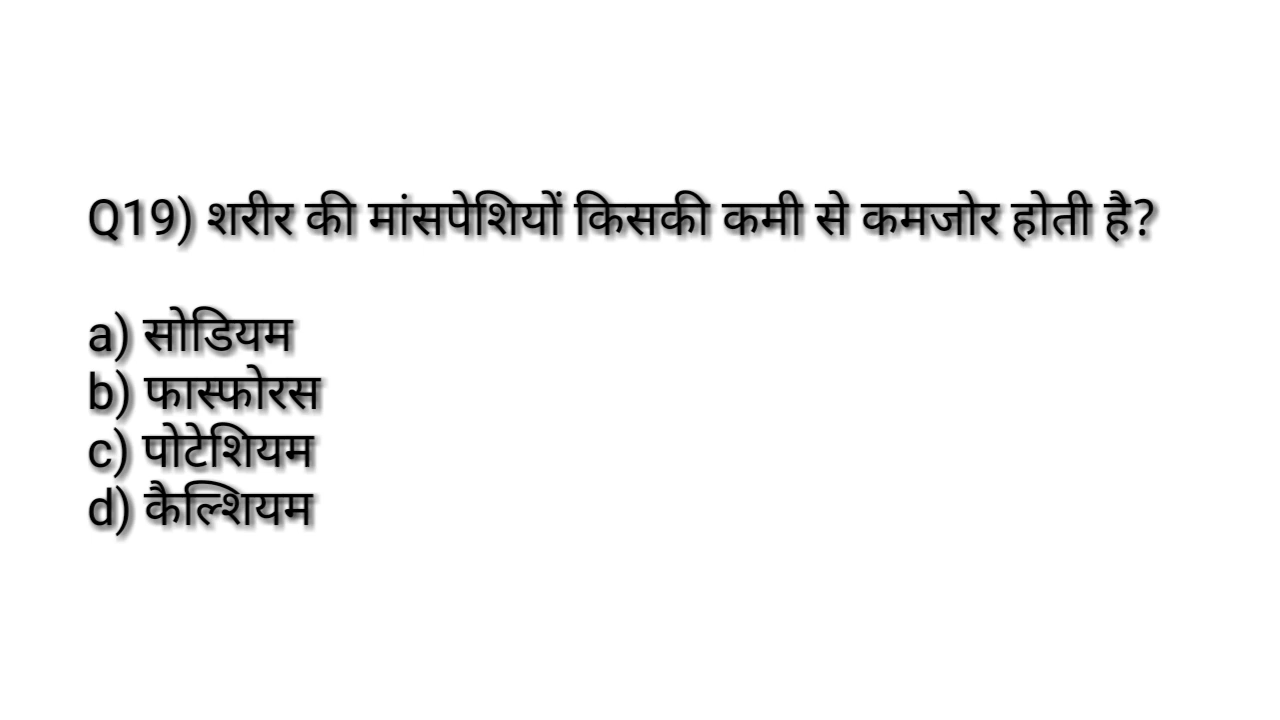 Q19) शरीर की मांसपेशियों किसकी कमी से कमजोर होती है?
a) सोडियम
b) फास्फोरस
c) पोटेशियम
d) कैल्शियम